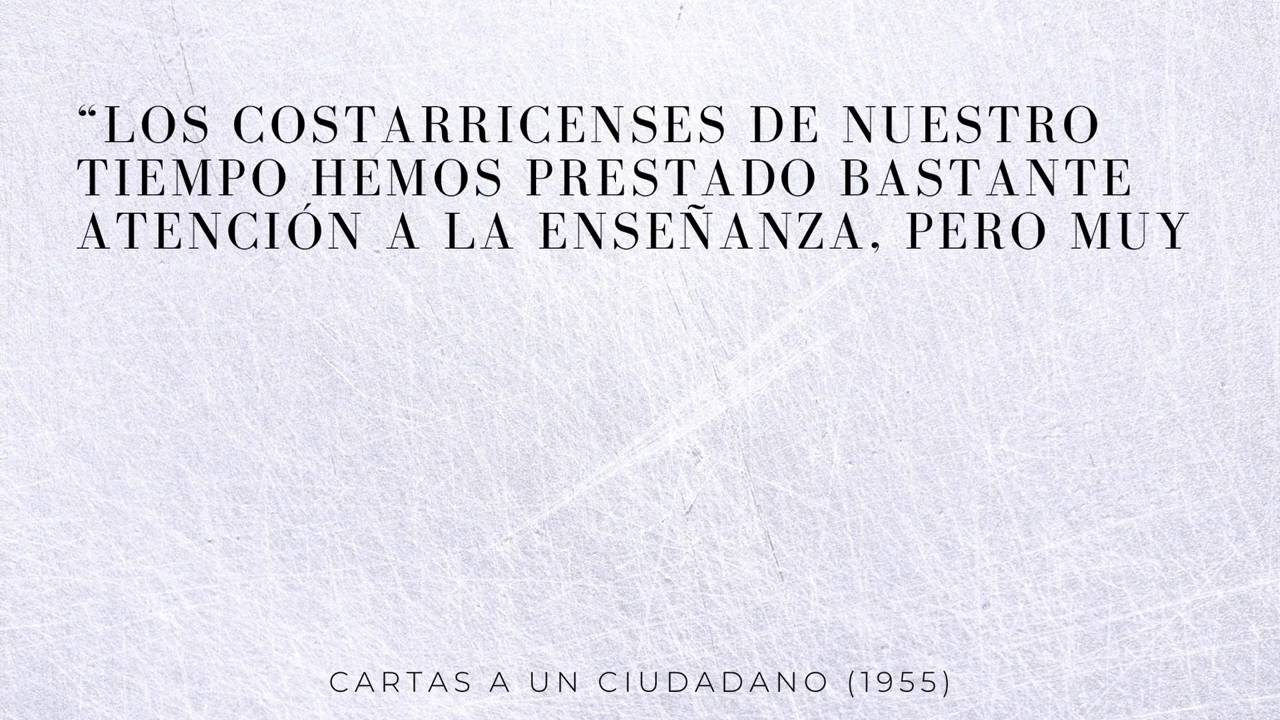 “LOS COSTARRICENSES DE NUESTRO
TIEMPO HEMOS PRESTADO BASTANTE
ATENCIÓN A LA ENSEÑANZA, PERO MUY
CARTAS A UN CIUDADANO (1955)